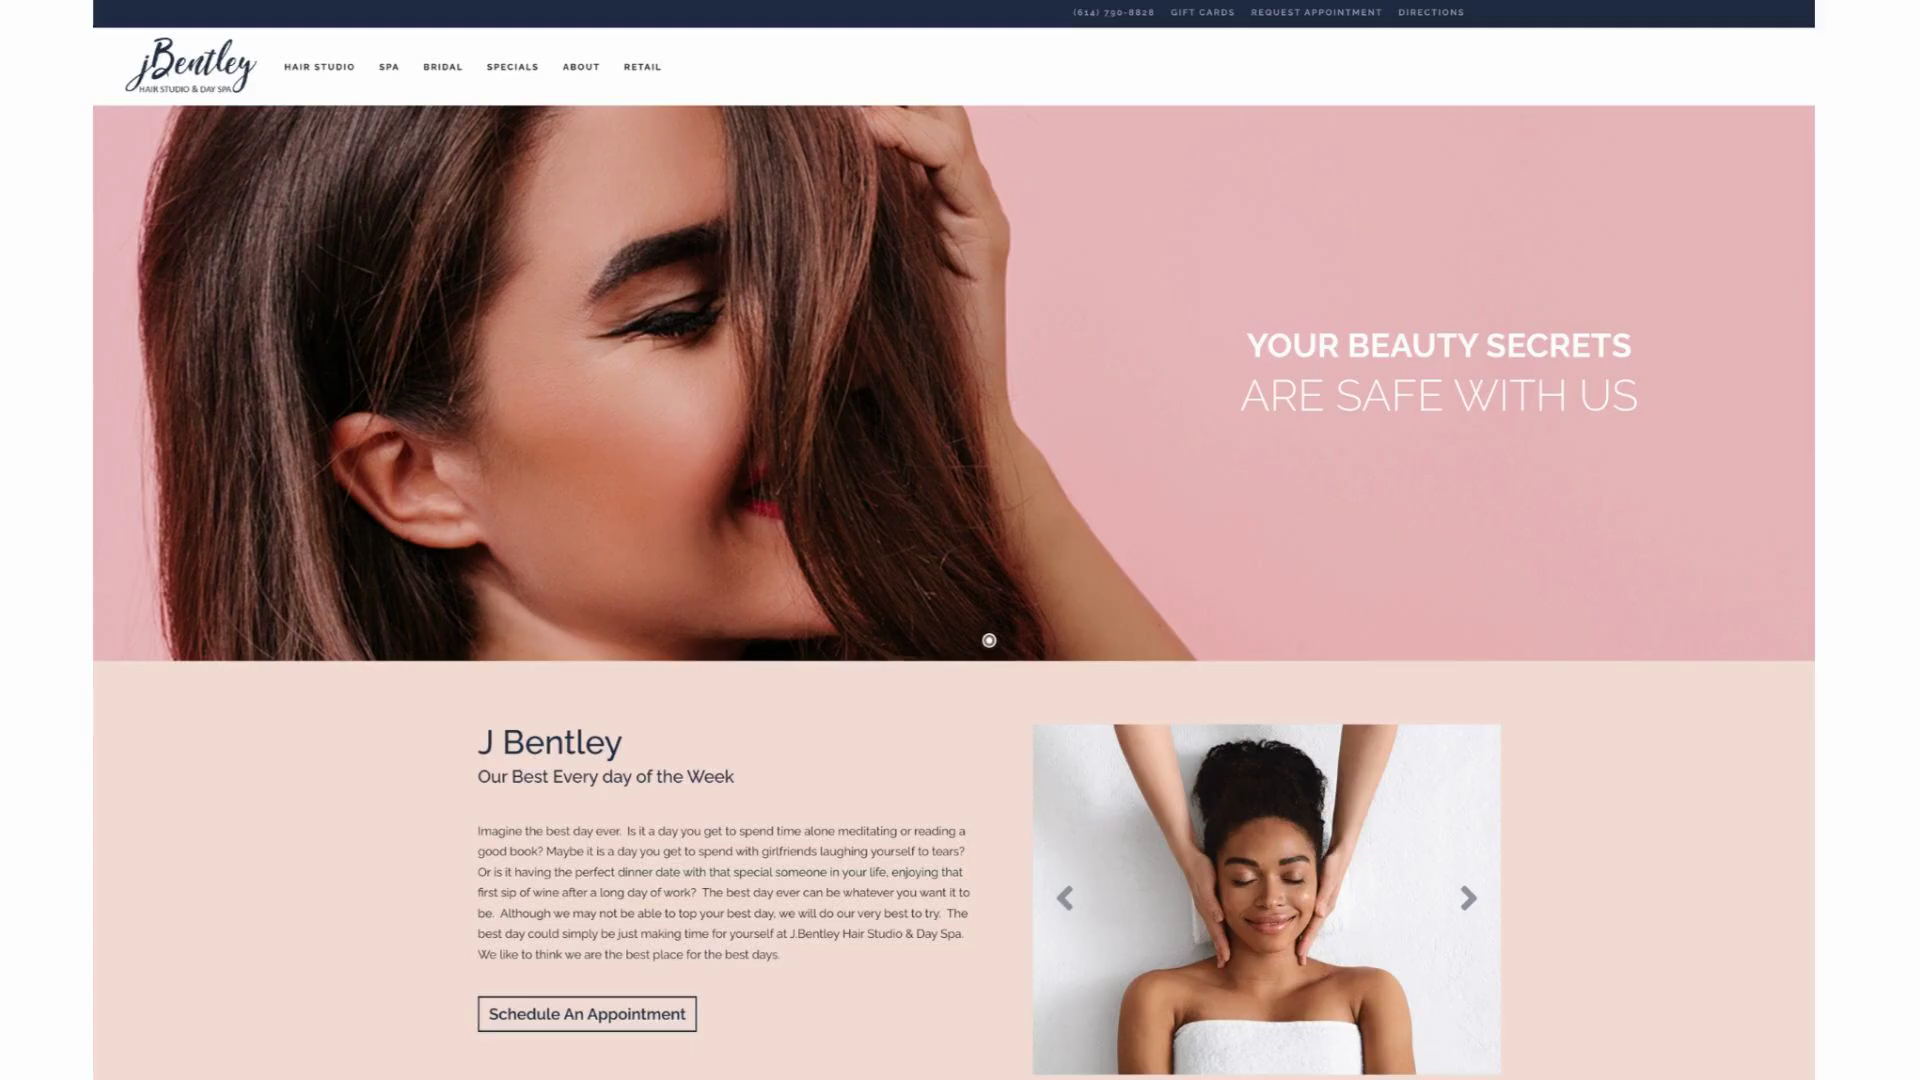 (614) 790-8828 GIFT CARDS REQUEST APPOINTMENT DIRECTIONS
jBentley
HAIR STUDIO & DAY SPA
HAIR STUDIO SPA BRIDAL SPECIALS ABOUT RETAIL
YOUR BEAUTY SECRETS
ARE SAFE WITH US
J Bentley
Our Best Every day of the Week
Imagine the best day ever. Is it a day you get to spend time alone meditating or reading a
good book? Maybe it is a day you get to spend with girlfriends laughing yourself to tears?
Or is it having the perfect dinner date with that special someone in your life, enjoying that
first sip of wine after a long day of work? The best day ever can be whatever you want it to
be. Although we may not be able to top your best day, we will do our very best to try. The
best day could simply be just making time for yourself at J.Bentley Hair Studio & Day Spa.
We like to think we are the best place for the best days.
Schedule An Appointment